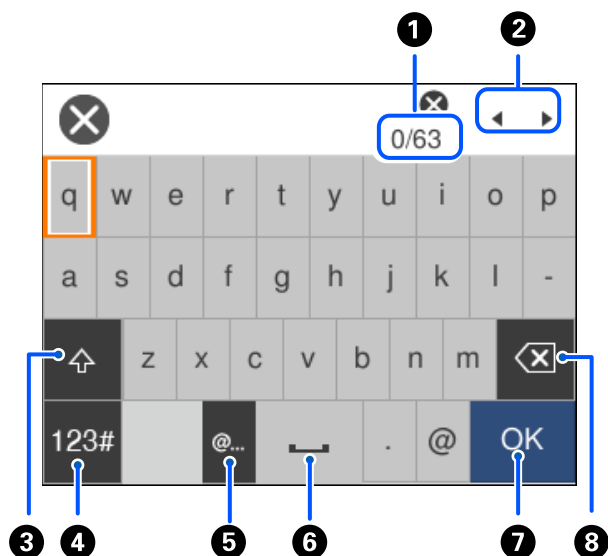 1 2
0/63
q w e r t y u i o p
a s d f g h j k l -
z x c v b n m
123# @... . @ OK
3 4 5 6 7 8